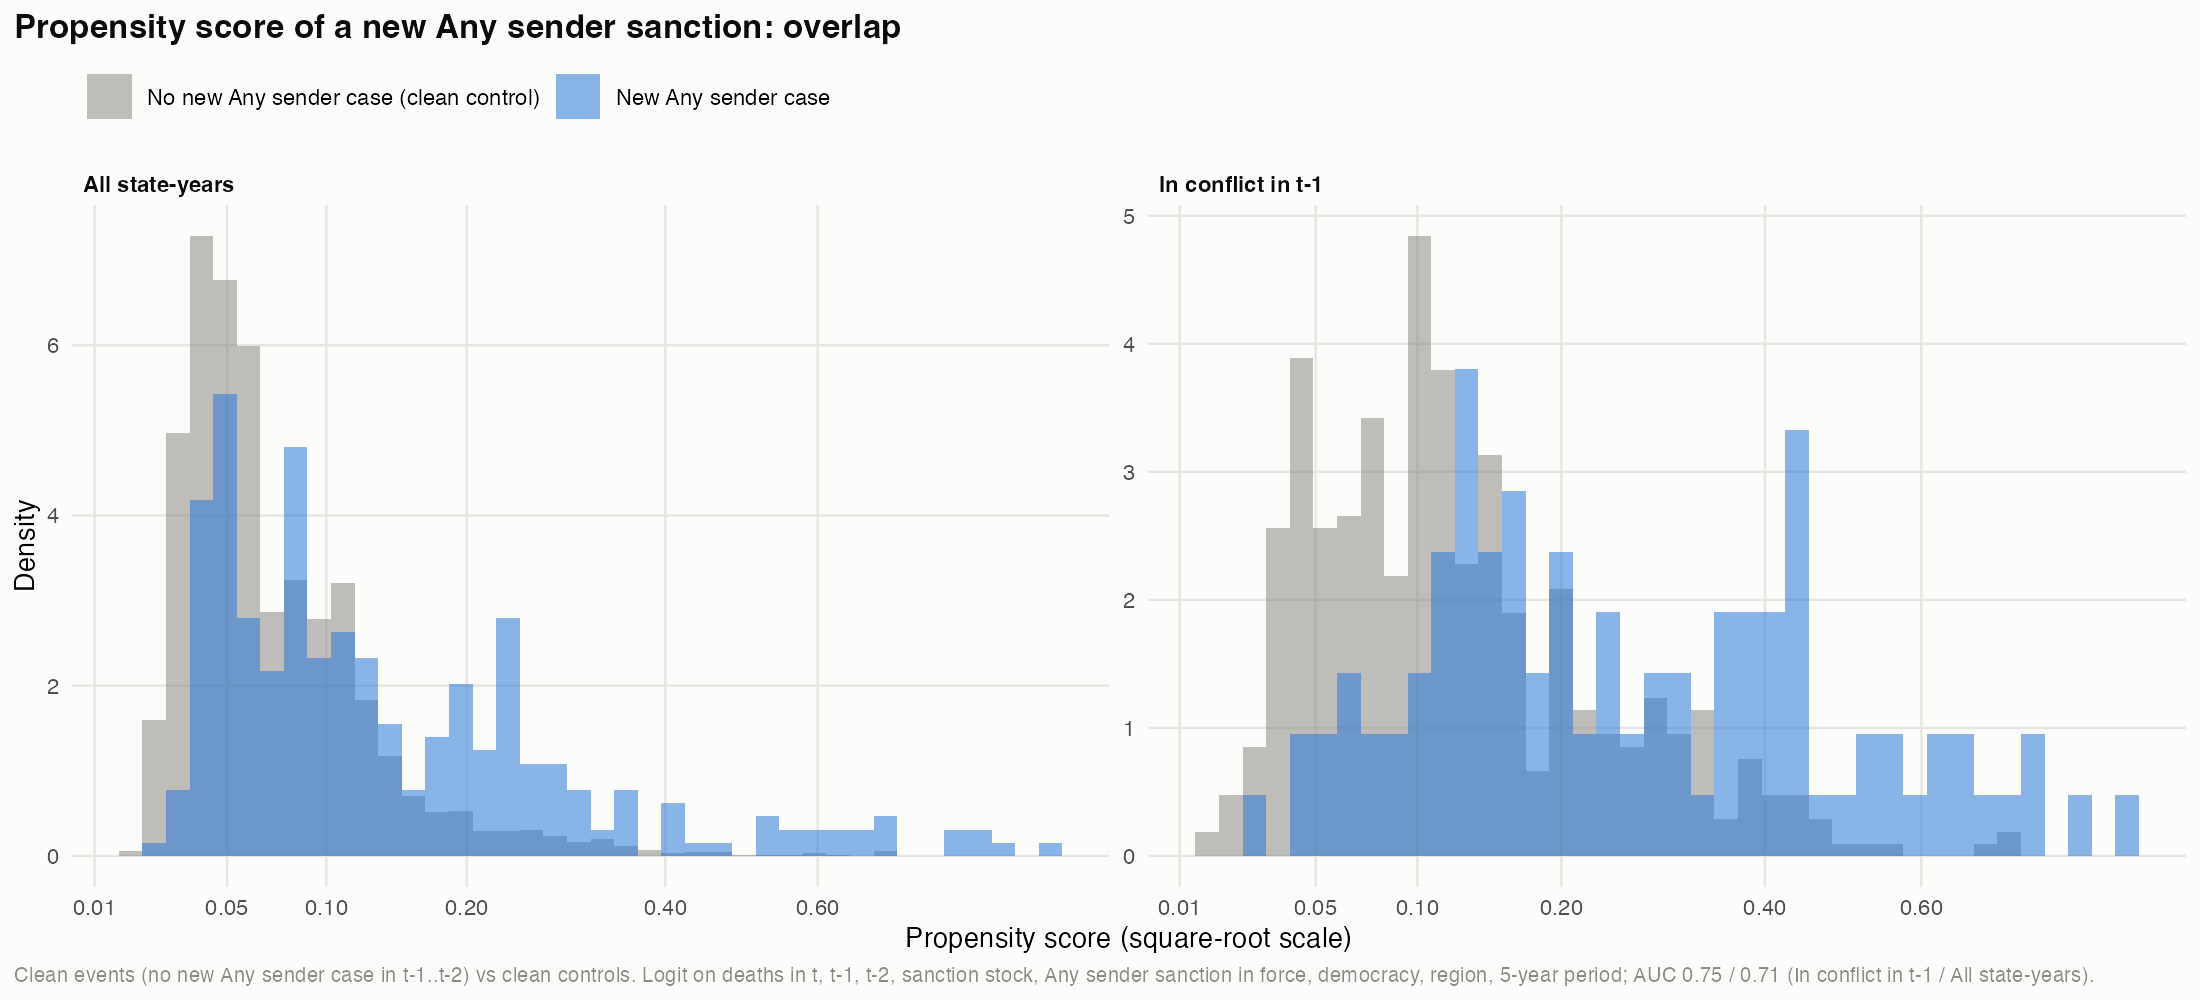 Propensity score of a new Any sender sanction: overlap
No new Any sender case (clean control)
New Any sender case
All state-years
In conflict in t-1
Density
6
4
2
0
5
4
3
2
1
0
0.01
0.05
0.10
0.20
0.40
0.60
0.01
0.05
0.10
0.20
0.40
0.60
Propensity score (square-root scale)
Clean events (no new Any sender case in t-1..t-2) vs clean controls. Logit on deaths in t, t-1, t-2, sanction stock, Any sender sanction in force, democracy, region, 5-year period; AUC 0.75 / 0.71 (In conflict in t-1 / All state-years).